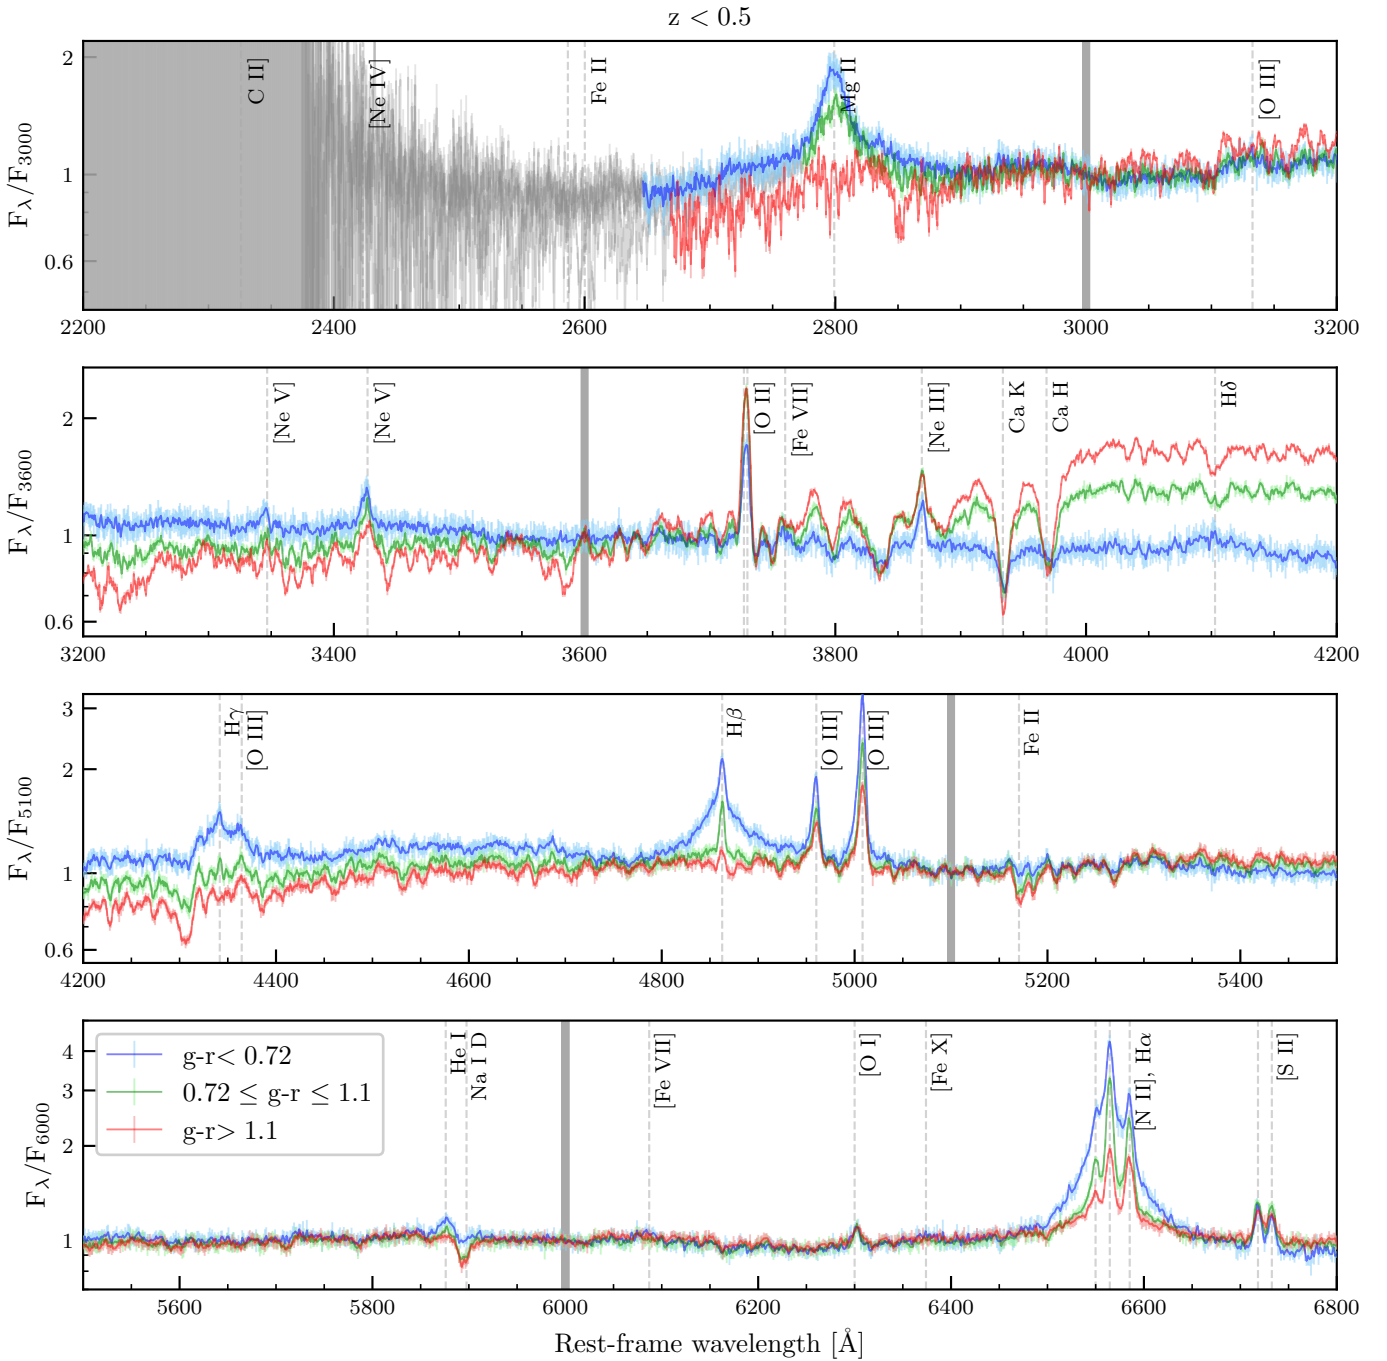 z < 0.5
F_λ/F_3000
2
1
0.6
C II]
[Ne IV]
Fe II
Mg II
[O III]
2200 2400 2600 2800 3000 3200
F_λ/F_3600
2
1
0.6
[Ne V]
[Ne V]
[O II]
[Fe VII]
[Ne III]
Ca K
Ca H
Hδ
3200 3400 3600 3800 4000 4200
F_λ/F_5100
3
2
1
0.6
Hγ
[O III]
Hβ
[O III]
[O III]
Fe II
4200 4400 4600 4800 5000 5200 5400
F_λ/F_6000
4
3
2
1
g-r< 0.72
0.72 ≤ g-r ≤ 1.1
g-r> 1.1
He I
Na I D
[Fe VII]
[O I]
[Fe X]
[N II], Hα
[S II]
5600 5800 6000 6200 6400 6600 6800
Rest-frame wavelength [Å]